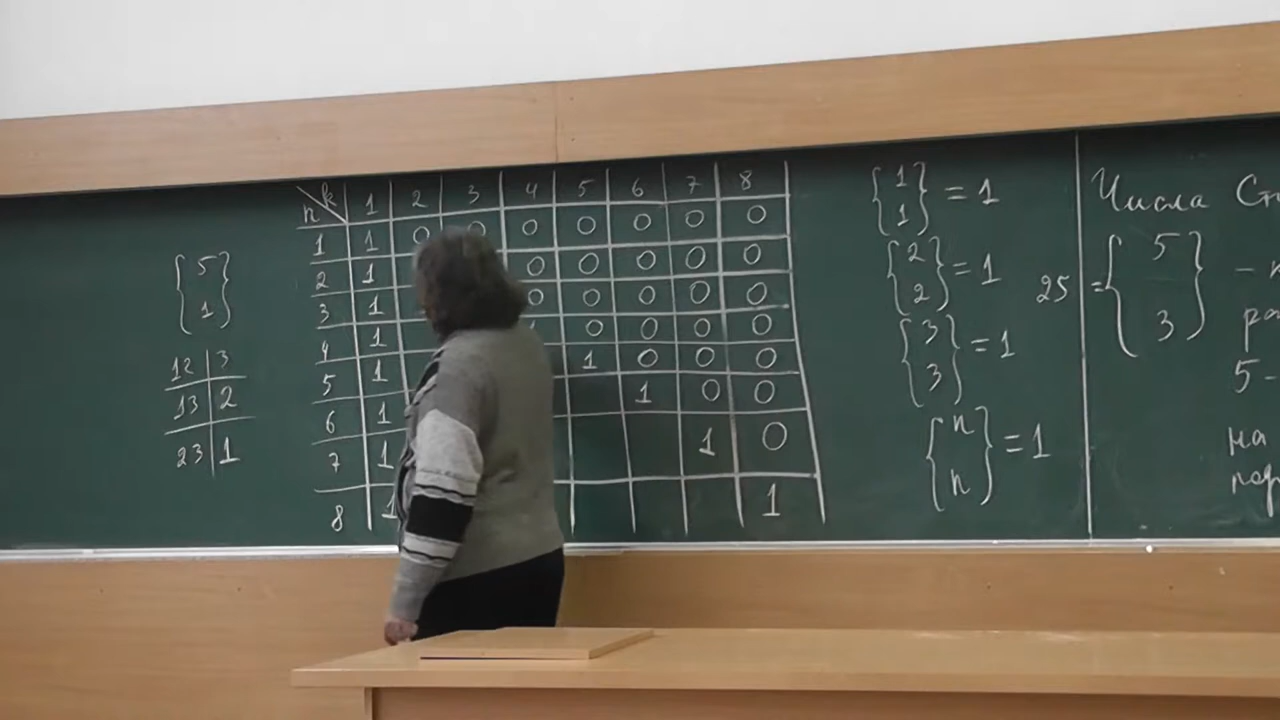 {5 1}
12 | 3
13 | 2
23 | 1
n \ k | 1 | 2 | 3 | 4 | 5 | 6 | 7 | 8
1 | 1 | 0 | 0 | 0 | 0 | 0 | 0 | 0
2 | 1 | 0 | 0 | 0 | 0 | 0
3 | 1 | 0 | 0 | 0 | 0 | 0
4 | 1 | 0 | 0 | 0 | 0
5 | 1 | 1 | 0 | 0 | 0
6 | 1 | 1 | 0 | 0
7 | 1 | 1 | 0
8 | 1 | 1
{1 1} = 1
{2 2} = 1
{3 3} = 1
{n n} = 1
Числа
25 = {5 3} -
5-
на